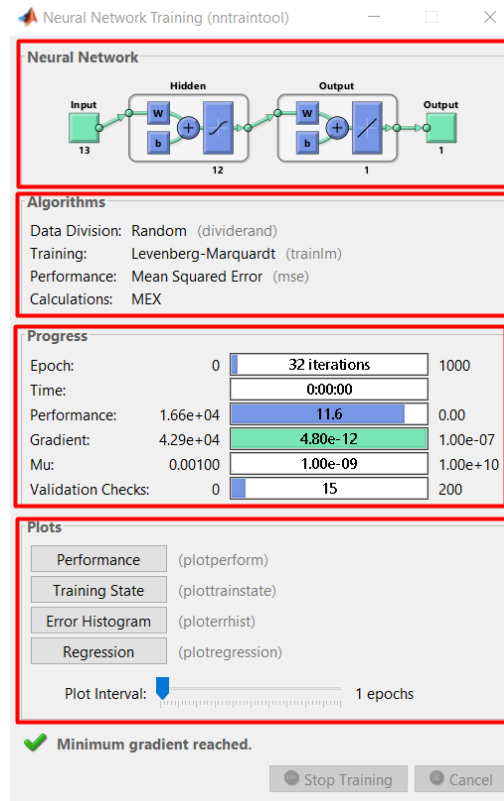 Neural Network Training (nntraintool)
Neural Network
Hidden Output
Input W b W b Output
13 12 1 1
Algorithms
Data Division: Random (dividerand)
Training: Levenberg-Marquardt (trainlm)
Performance: Mean Squared Error (mse)
Calculations: MEX
Progress
Epoch: 0 32 iterations 1000
Time: 0:00:00
Performance: 1.66e+04 11.6 0.00
Gradient: 4.29e+04 4.80e-12 1.00e-07
Mu: 0.00100 1.00e-09 1.00e+10
Validation Checks: 0 15 200
Plots
Performance (plotperform)
Training State (plottrainstate)
Error Histogram (ploterrhist)
Regression (plotregression)
Plot Interval: 1 epochs
Minimum gradient reached.
Stop Training Cancel